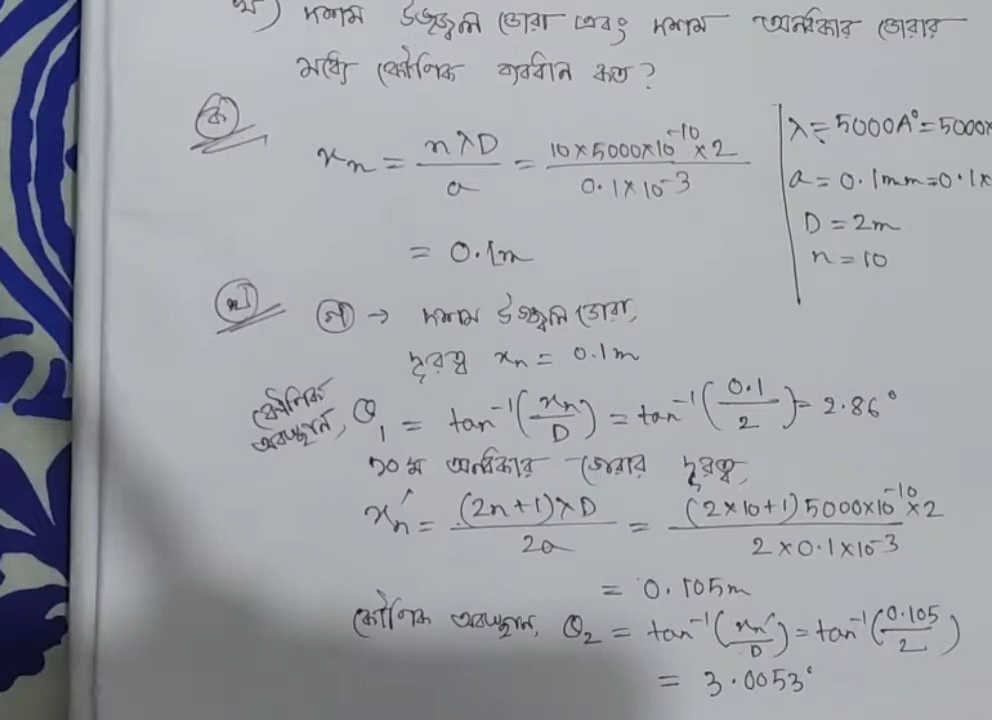 খ) দশম উজ্জ্বল ডোরা এবং দশম অন্ধকার ডোরার
মধ্যে কৌণিক ব্যবধান কত?
ক
xₙ = nλD/a = 10×5000×10⁻¹⁰×2/0.1×10⁻³
= 0.1m
λ = 5000A° = 5000×
a = 0.1mm = 0.1×
D = 2m
n = 10
খ → দশম উজ্জ্বল ডোরা,
দূরত্ব xₙ = 0.1m
কৌণিক অবস্থান, θ₁ = tan⁻¹(xₙ/D) = tan⁻¹(0.1/2) = 2.86°
১০ম অন্ধকার ডোরার দূরত্ব,
xₙ′ = (2n+1)λD/2a = (2×10+1)5000×10⁻¹⁰×2/2×0.1×10⁻³
= 0.105m
কৌণিক অবস্থান, θ₂ = tan⁻¹(xₙ′/D) = tan⁻¹(0.105/2)
= 3.0053°